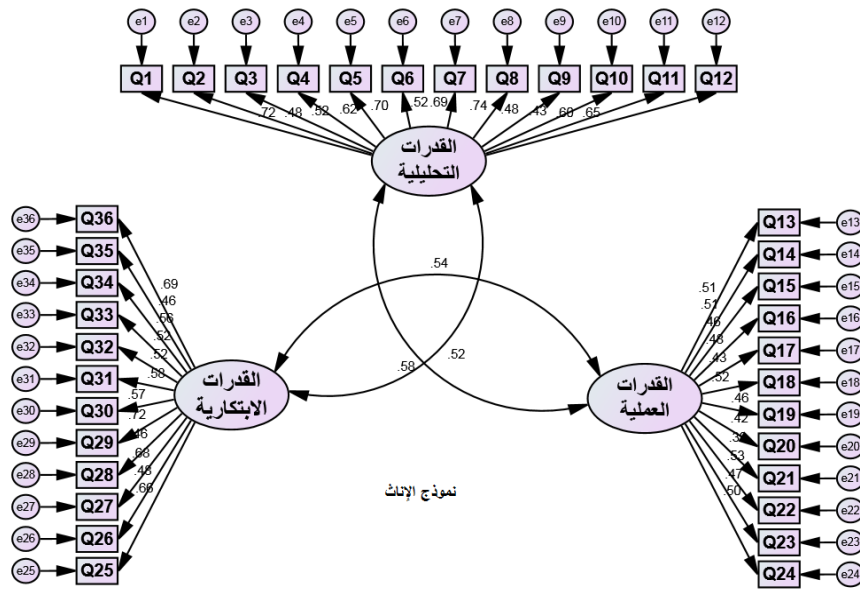 e1 e2 e3 e4 e5 e6 e7 e8 e9 e10 e11 e12
Q1 Q2 Q3 Q4 Q5 Q6 Q7 Q8 Q9 Q10 Q11 Q12
.72 .48 .52 .62 .70 .52 .69 .74 .48 .43 .60 .65
القدرات
التحليلية
e36 Q36
e35 Q35
e34 Q34
e33 Q33
e32 Q32
e31 Q31
e30 Q30
e29 Q29
e28 Q28
e27 Q27
e26 Q26
e25 Q25
.69
.46
.56
.52
.52
.58
.57
.72
.46
.68
.48
.66
القدرات
الابتكارية
.54
.58 .52
القدرات
العملية
.51
.51
.46
.48
.43
.52
.46
.42
.53
.47
.50
Q13 e13
Q14 e14
Q15 e15
Q16 e16
Q17 e17
Q18 e18
Q19 e19
Q20 e20
Q21 e21
Q22 e22
Q23 e23
Q24 e24
نموذج الإناث